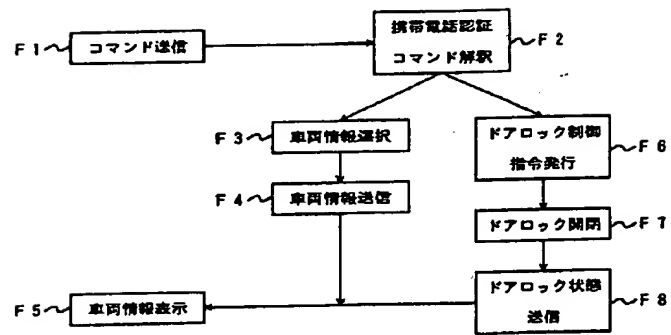 F1 コマンド送信
携帯電話認証
コマンド解釈 F2
F3 車両情報選択
F4 車両情報送信
ドアロック制御
指令発行 F6
ドアロック開閉 F7
F5 車両情報表示
ドアロック状態
送信 F8